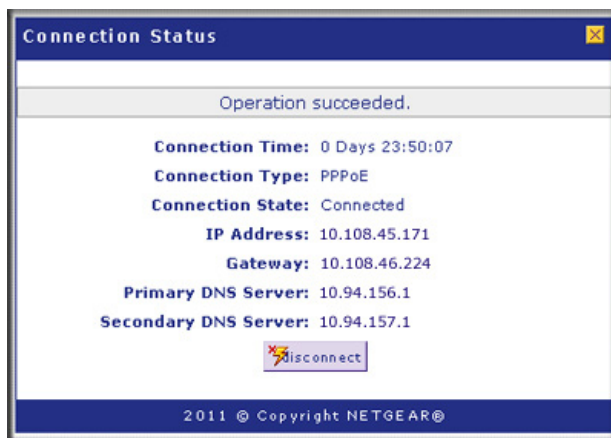 Connection Status
Operation succeeded.
Connection Time: 0 Days 23:50:07
Connection Type: PPPoE
Connection State: Connected
IP Address: 10.108.45.171
Gateway: 10.108.46.224
Primary DNS Server: 10.94.156.1
Secondary DNS Server: 10.94.157.1
disconnect
2011 © Copyright NETGEAR®